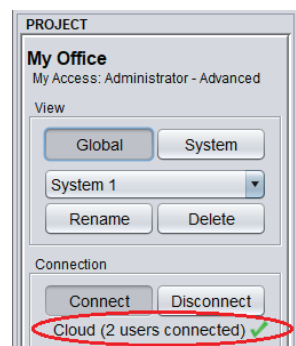 PROJECT
My Office
My Access: Administrator - Advanced
View
Global System
System 1
Rename Delete
Connection
Connect Disconnect
Cloud (2 users connected)